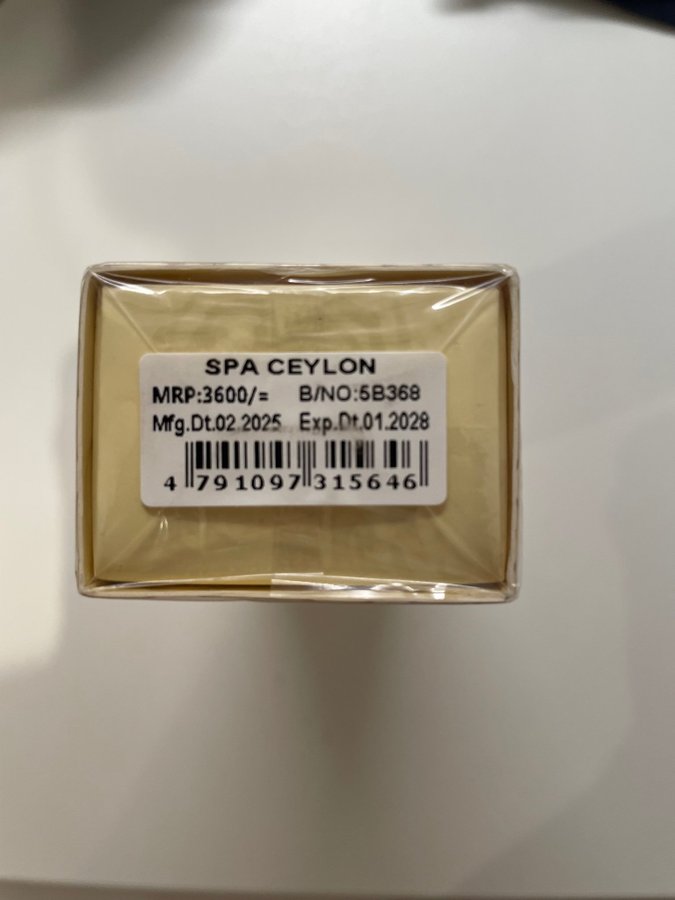 SPA CEYLON
MRP:3600/= B/NO:5B368
Mfg.Dt.02.2025 Exp.Dt.01.2028
4 791097 315646